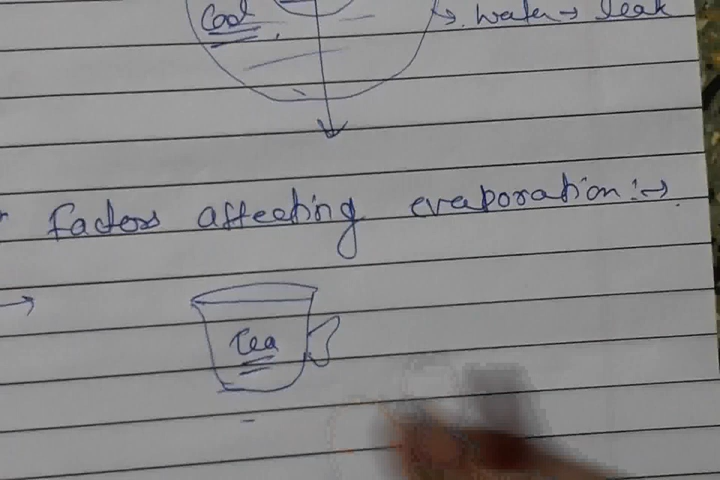 Cool
water → leak
factors affecting evaporation :→
→
Tea